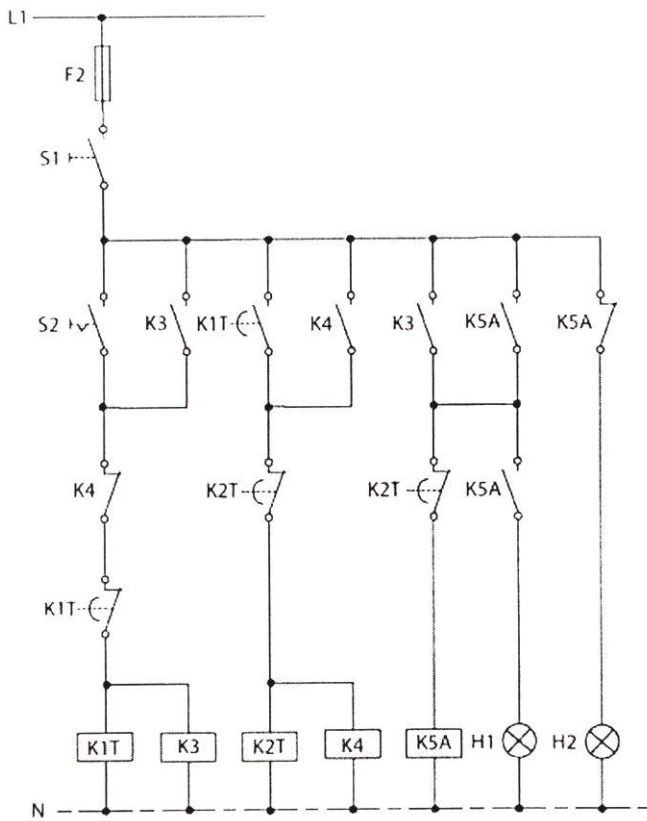 L1
F2
S1
S2 K3 K1T K4 K3 K5A K5A
K4 K2T K2T K5A
K1T
K1T K3 K2T K4 K5A H1 H2
N